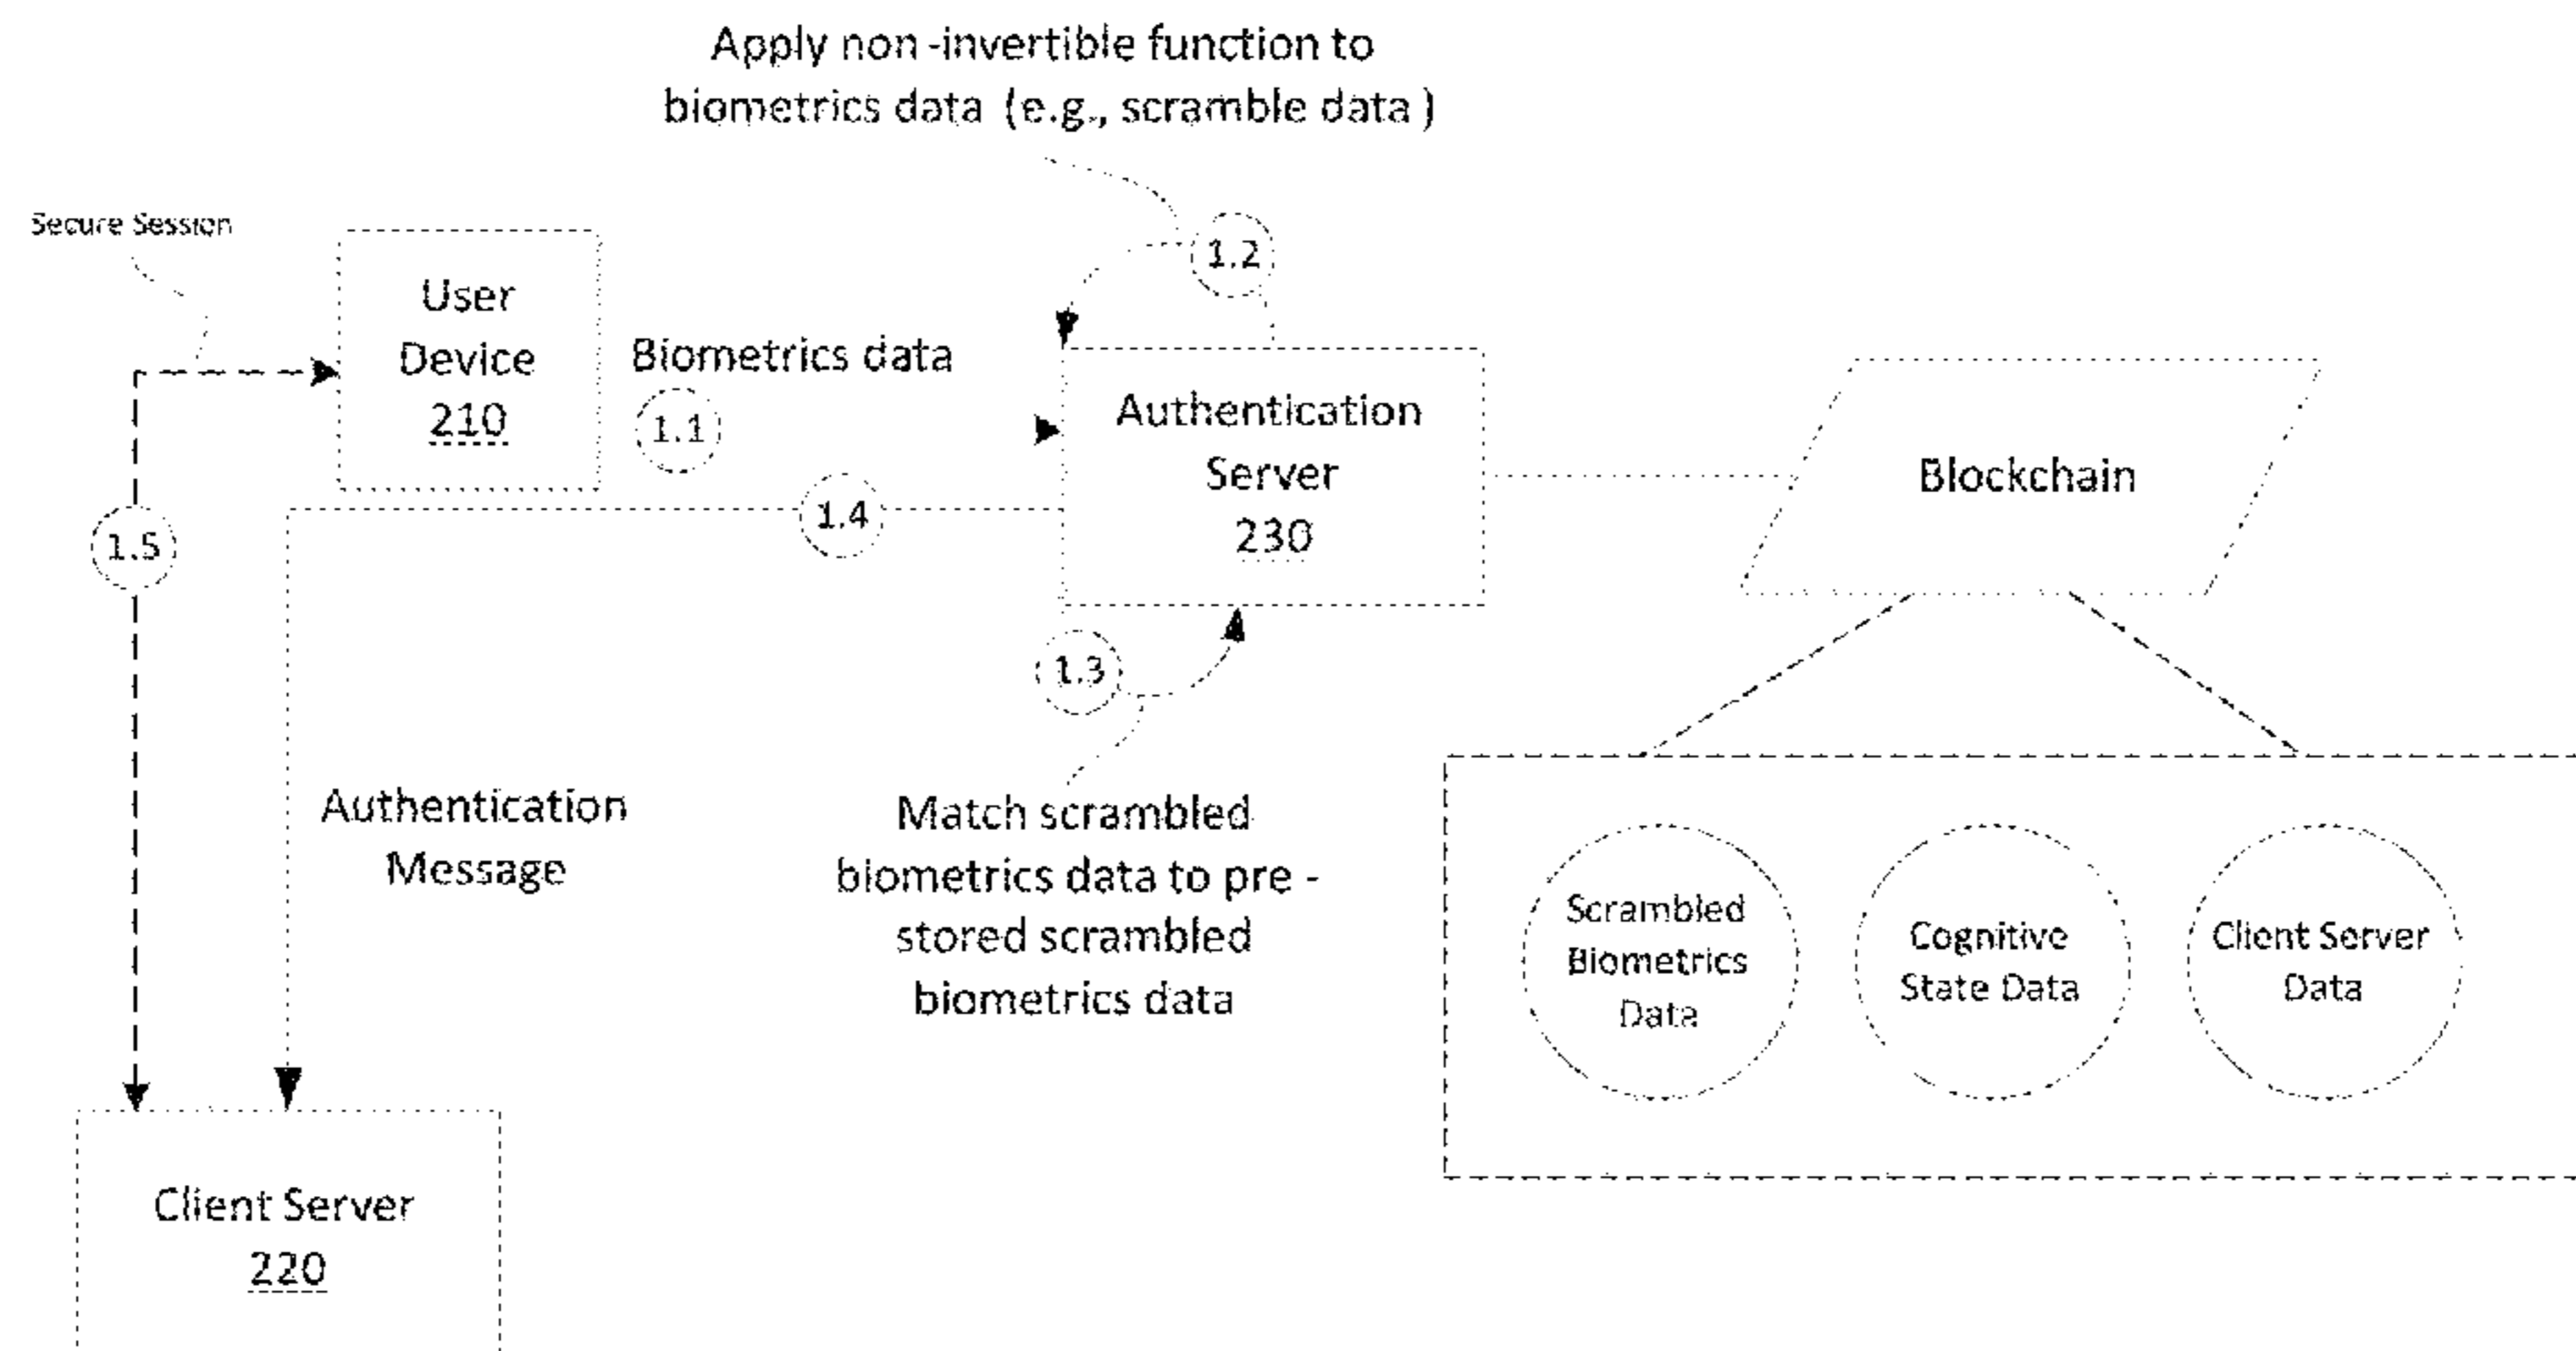 Apply non-invertible function to
biometrics data (e.g., scramble data)
Secure Session
1.2
User
Device
210
Biometrics data
1.1
Authentication
Server
230
Blockchain
1.4
1.5
1.3
Authentication
Message
Match scrambled
biometrics data to pre-
stored scrambled
biometrics data
Scrambled
Biometrics
Data
Cognitive
State Data
Client Server
Data
Client Server
220